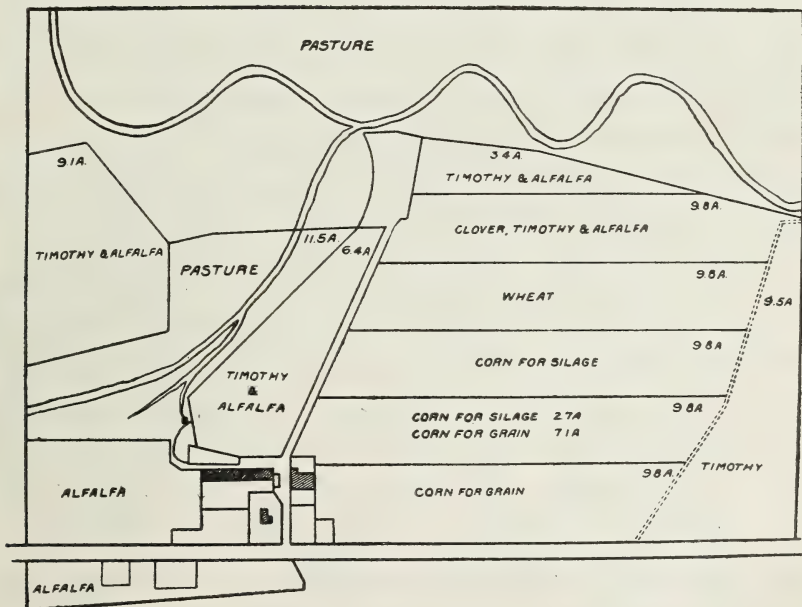 PASTURE
3.4A.
TIMOTHY & ALFALFA
9.1A.
9.8A.
CLOVER, TIMOTHY & ALFALFA
11.5A.
6.4A
TIMOTHY & ALFALFA
PASTURE
9.8A.
WHEAT
9.5A
9.8A
CORN FOR SILAGE
TIMOTHY
&
ALFALFA
9.8A
CORN FOR SILAGE 2.7A
CORN FOR GRAIN 7.1A
9.8A
TIMOTHY
ALFALFA
CORN FOR GRAIN
ALFALFA